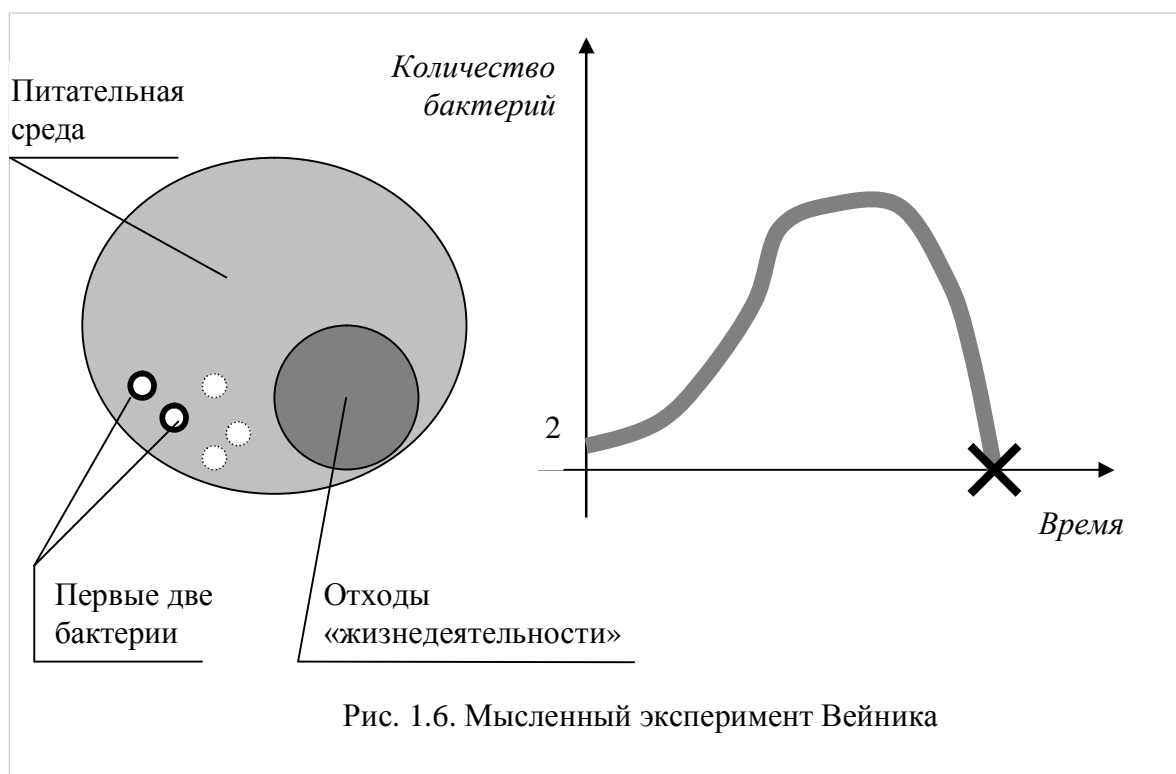 Количество
бактерий
Питательная
среда
2
Время
Первые две
бактерии
Отходы
«жизнедеятельности»
Рис. 1.6. Мысленный эксперимент Вейника